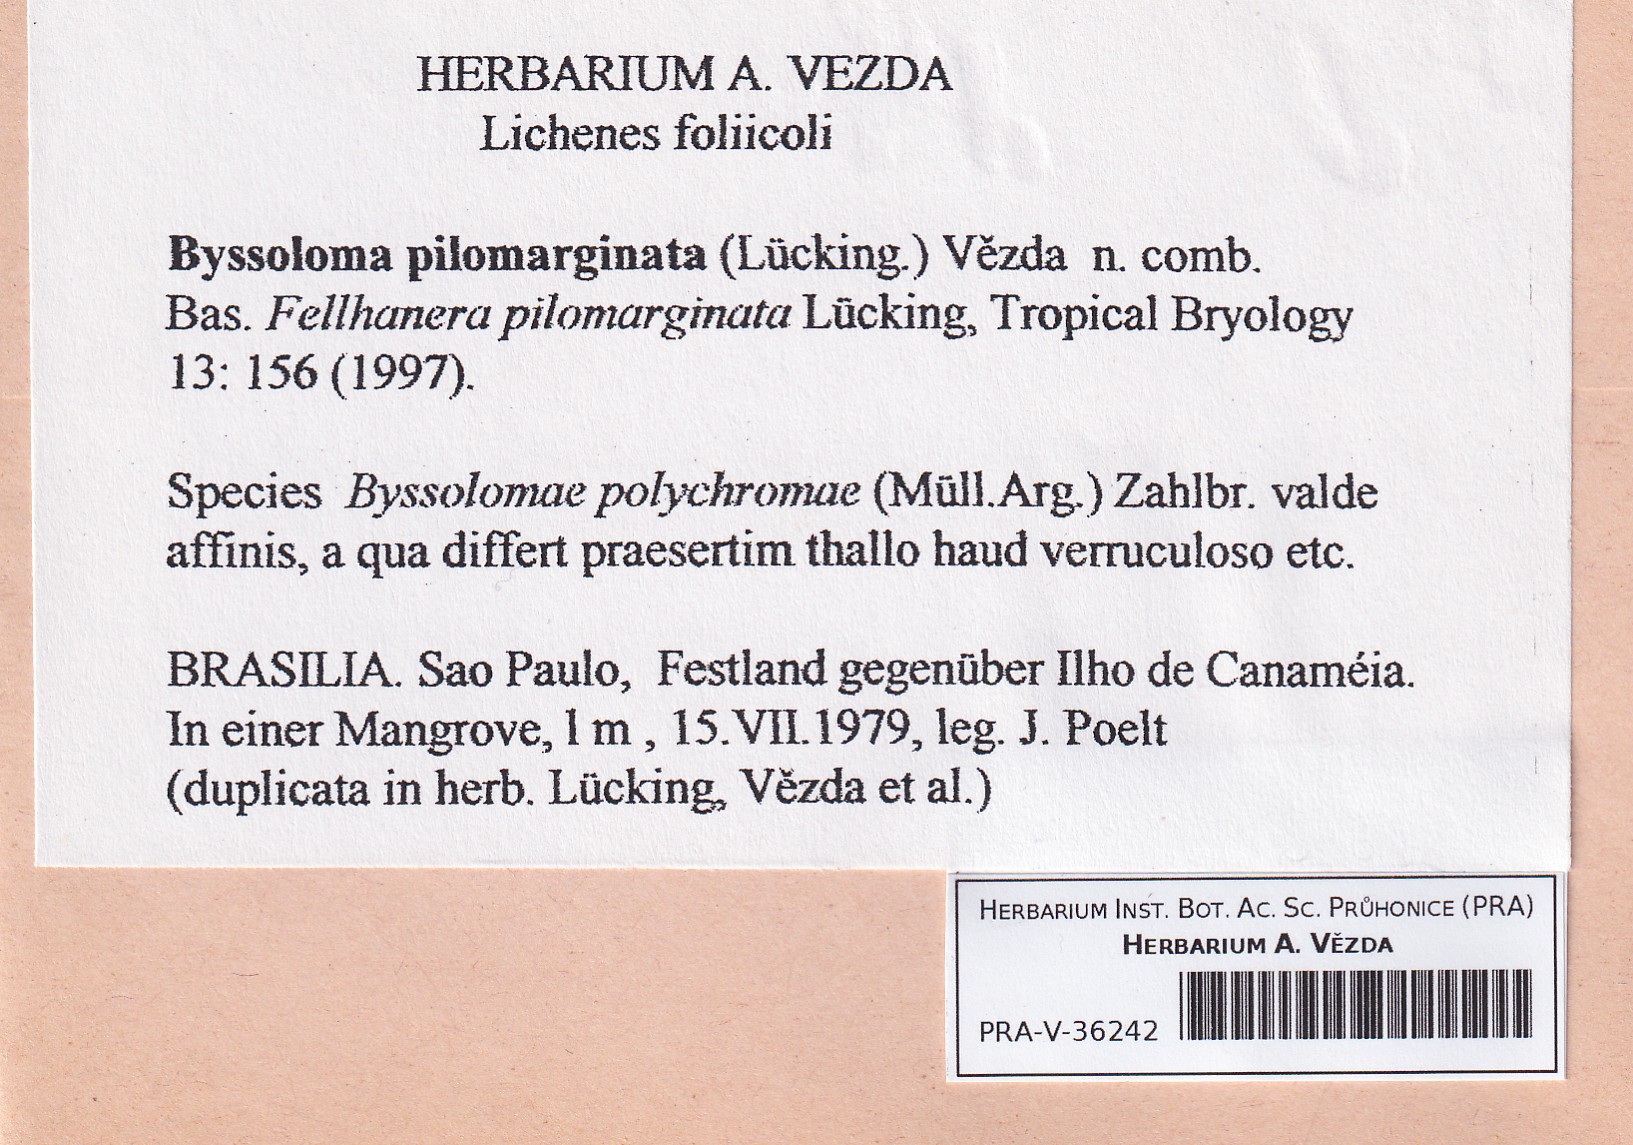 HERBARIUM A. VEZDA
Lichenes foliicoli
Byssoloma pilomarginata (Lücking.) Vězda n. comb.
Bas. Fellhanera pilomarginata Lücking, Tropical Bryology
13: 156 (1997).
Species Byssolomae polychromae (Müll.Arg.) Zahlbr. valde
affinis, a qua differt praesertim thallo haud verruculoso etc.
BRASILIA. Sao Paulo, Festland gegenüber Ilho de Canaméia.
In einer Mangrove, 1 m , 15.VII.1979, leg. J. Poelt
(duplicata in herb. Lücking, Vězda et al.)
HERBARIUM INST. BOT. AC. SC. PRŮHONICE (PRA)
HERBARIUM A. VĚZDA
PRA-V-36242